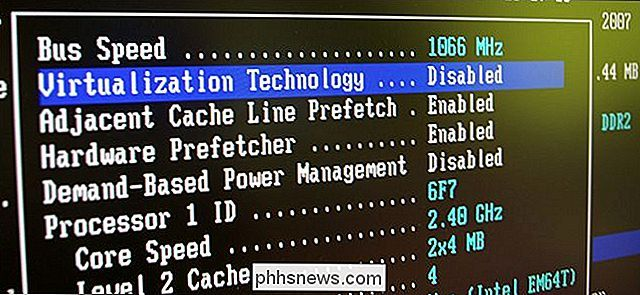 2007
Bus Speed .................... 1066 MHz
Virtualization Technology .... Disabled
.44 MB
Adjacent Cache Line Prefetch . Enabled
Hardware Prefetcher .......... Enabled
DDR2
Demand-Based Power Management Disabled
Processor 1 ID ............... 6F7
Core Speed ................. 2.40 GHz
Level 2 Cache 2x4 MB
4
(Intel EM64T)
phhsnews.com